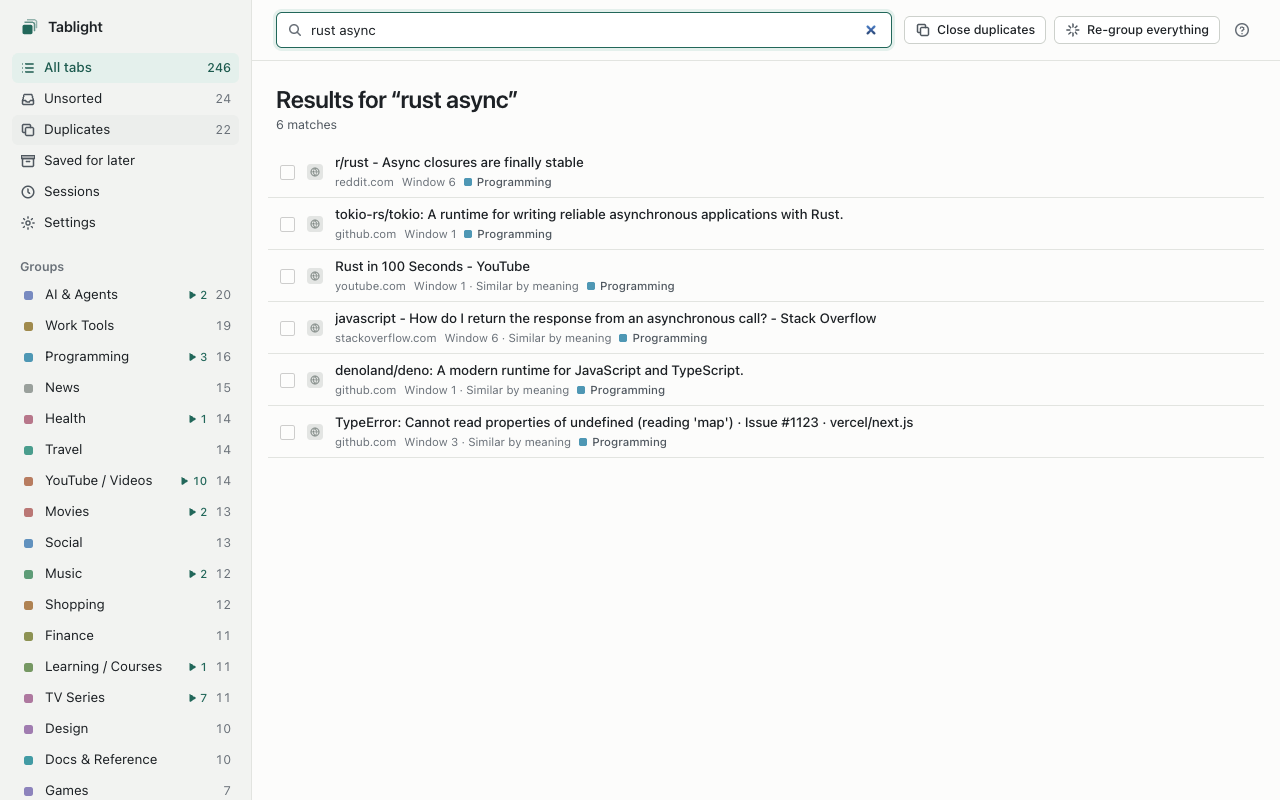 Tablight
All tabs 246
Unsorted 24
Duplicates 22
Saved for later
Sessions
Settings
Groups
AI & Agents 2 20
Work Tools 19
Programming 3 16
News 15
Health 1 14
Travel 14
YouTube / Videos 10 14
Movies 2 13
Social 13
Music 2 12
Shopping 12
Finance 11
Learning / Courses 1 11
TV Series 7 11
Design 10
Docs & Reference 10
Games 7
rust async
Close duplicates
Re-group everything
Results for “rust async”
6 matches
r/rust - Async closures are finally stable
reddit.com Window 6 Programming
tokio-rs/tokio: A runtime for writing reliable asynchronous applications with Rust.
github.com Window 1 Programming
Rust in 100 Seconds - YouTube
youtube.com Window 1 · Similar by meaning Programming
javascript - How do I return the response from an asynchronous call? - Stack Overflow
stackoverflow.com Window 6 · Similar by meaning Programming
denoland/deno: A modern runtime for JavaScript and TypeScript.
github.com Window 1 · Similar by meaning Programming
TypeError: Cannot read properties of undefined (reading 'map') · Issue #1123 · vercel/next.js
github.com Window 3 · Similar by meaning Programming